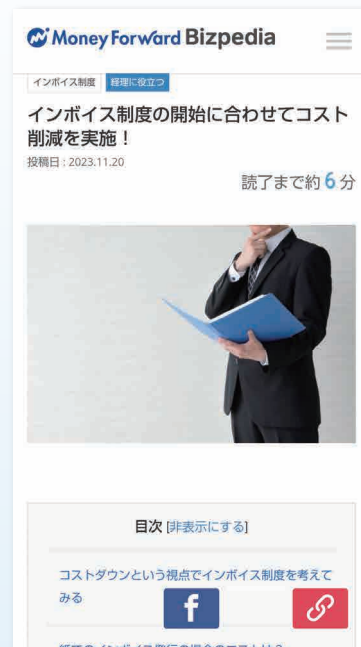 Money Forward Bizpedia
インボイス制度 経理に役立つ
インボイス制度の開始に合わせてコスト
削減を実施！
投稿日 : 2023.11.20
読了まで約 6 分
目次 [非表示にする]
コストダウンという視点でインボイス制度を考えて
みる